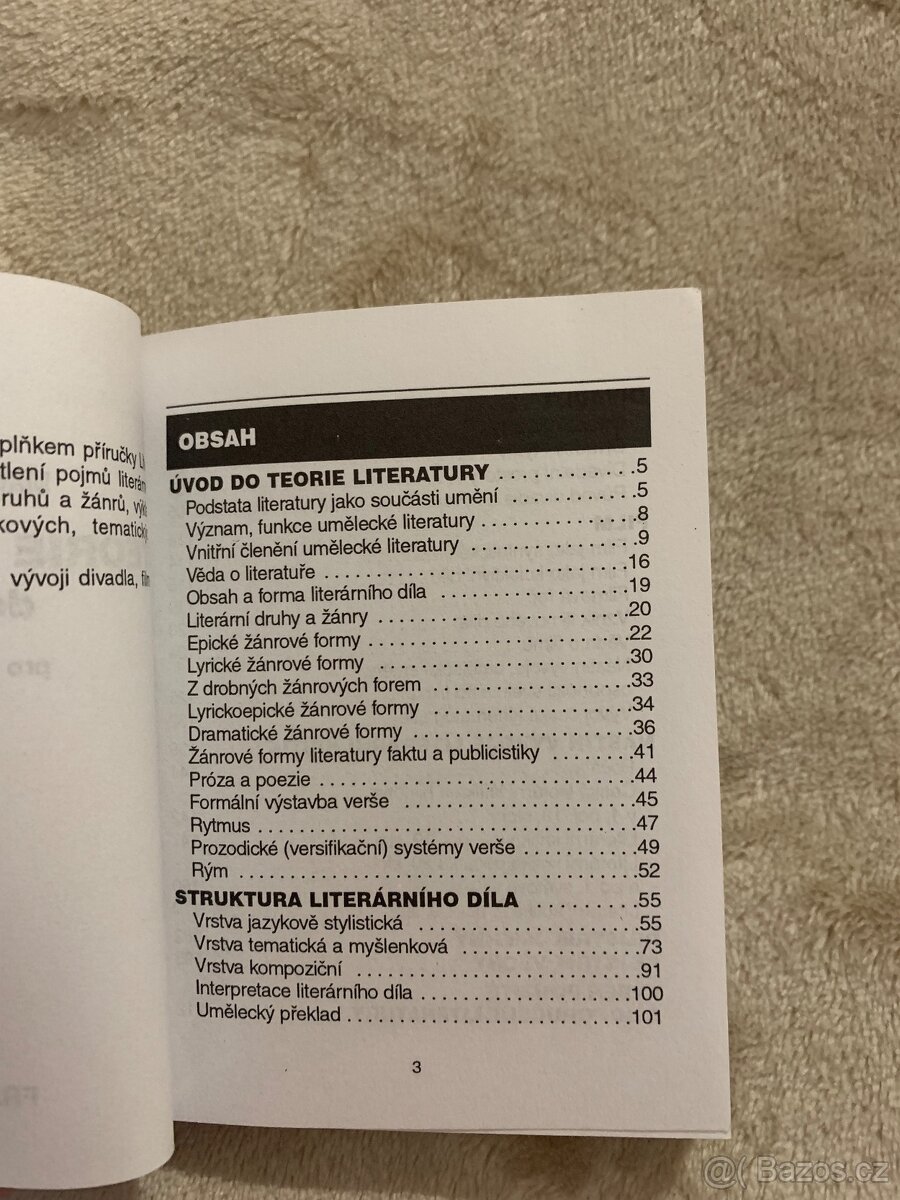 plňkem příručky
tlení pojmů
ruhů a žánrů,
kových,
vývoji divadla,
OBSAH
ÚVOD DO TEORIE LITERATURY . . . . . . . . . . . .5
Podstata literatury jako součásti umění . . . . . . . . . .5
Význam, funkce umělecké literatury . . . . . . . . . . . . .8
Vnitřní členění umělecké literatury . . . . . . . . . . . . . .9
Věda o literatuře . . . . . . . . . . . . . . . . . . . . . . . . . .16
Obsah a forma literárního díla . . . . . . . . . . . . . . . .19
Literární druhy a žánry . . . . . . . . . . . . . . . . . . . . .20
Epické žánrové formy . . . . . . . . . . . . . . . . . . . . . .22
Lyrické žánrové formy . . . . . . . . . . . . . . . . . . . . . .30
Z drobných žánrových forem . . . . . . . . . . . . . . . . .33
Lyrickoepické žánrové formy . . . . . . . . . . . . . . . . .34
Dramatické žánrové formy . . . . . . . . . . . . . . . . . . .36
Žánrové formy literatury faktu a publicistiky . . . . . . .41
Próza a poezie . . . . . . . . . . . . . . . . . . . . . . . . . . .44
Formální výstavba verše . . . . . . . . . . . . . . . . . . . .45
Rytmus . . . . . . . . . . . . . . . . . . . . . . . . . . . . . . . .47
Prozodické (versifikační) systémy verše . . . . . . . . .49
Rým . . . . . . . . . . . . . . . . . . . . . . . . . . . . . . . . . .52
STRUKTURA LITERÁRNÍHO DÍLA . . . . . . . . .55
Vrstva jazykově stylistická . . . . . . . . . . . . . . . . . . .55
Vrstva tematická a myšlenková . . . . . . . . . . . . . . .73
Vrstva kompoziční . . . . . . . . . . . . . . . . . . . . . . . .91
Interpretace literárního díla . . . . . . . . . . . . . . . . .100
Umělecký překlad . . . . . . . . . . . . . . . . . . . . . . . .101
3
@( Bazoš.cz